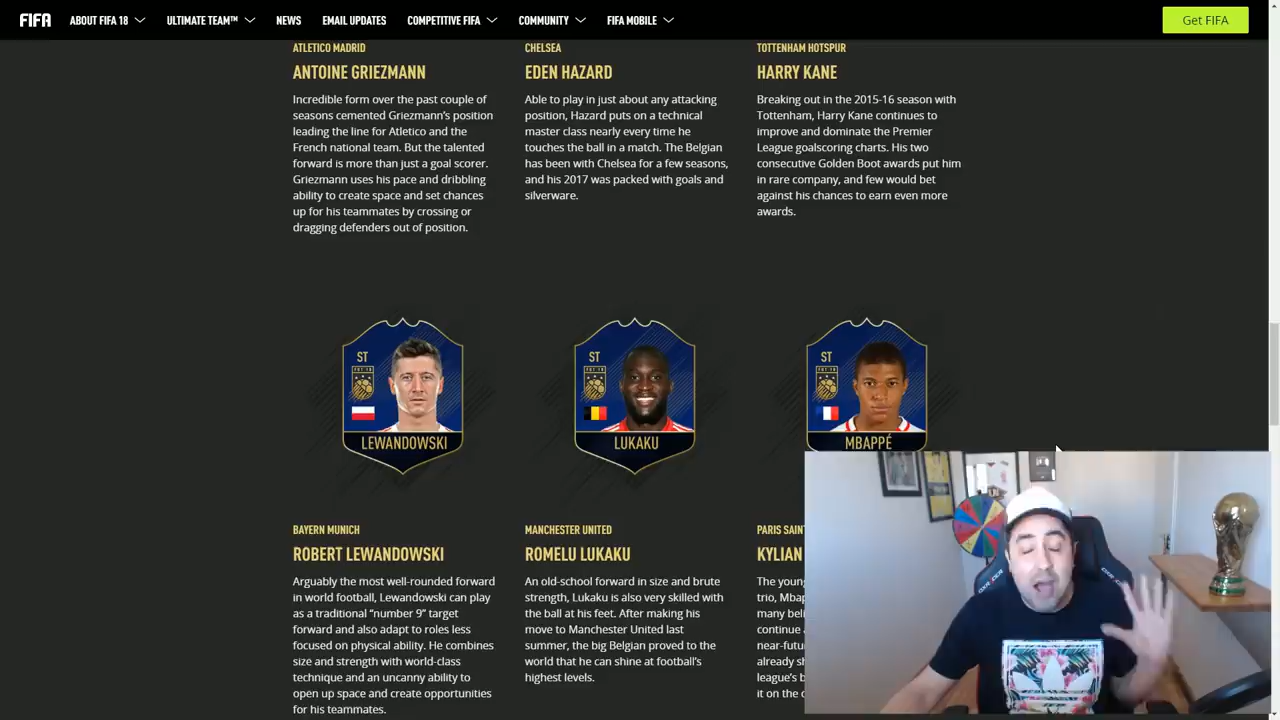 FIFA ABOUT FIFA 18 ULTIMATE TEAM™ NEWS EMAIL UPDATES COMPETITIVE FIFA COMMUNITY FIFA MOBILE Get FIFA
ATLETICO MADRID
ANTOINE GRIEZMANN
Incredible form over the past couple of
seasons cemented Griezmann's position
leading the line for Atletico and the
French national team. But the talented
forward is more than just a goal scorer.
Griezmann uses his pace and dribbling
ability to create space and set chances
up for his teammates by crossing or
dragging defenders out of position.
CHELSEA
EDEN HAZARD
Able to play in just about any attacking
position, Hazard puts on a technical
master class nearly every time he
touches the ball in a match. The Belgian
has been with Chelsea for a few seasons,
and his 2017 was packed with goals and
silverware.
TOTTENHAM HOTSPUR
HARRY KANE
Breaking out in the 2015-16 season with
Tottenham, Harry Kane continues to
improve and dominate the Premier
League goalscoring charts. His two
consecutive Golden Boot awards put him
in rare company, and few would bet
against his chances to earn even more
awards.
ST
FUT 18
LEWANDOWSKI
BAYERN MUNICH
ROBERT LEWANDOWSKI
Arguably the most well-rounded forward
in world football, Lewandowski can play
as a traditional “number 9” target
forward and also adapt to roles less
focused on physical ability. He combines
size and strength with world-class
technique and an uncanny ability to
open up space and create opportunities
for his teammates.
ST
FUT 18
LUKAKU
MANCHESTER UNITED
ROMELU LUKAKU
An old-school forward in size and brute
strength, Lukaku is also very skilled with
the ball at his feet. After making his
move to Manchester United last
summer, the big Belgian proved to the
world that he can shine at football's
highest levels.
ST
FUT 18
MBAPPÉ
PARIS SAINT
KYLIAN
The young
trio, Mbap
many beli
continue a
near-futu
already sh
league's b
it on the
adidas